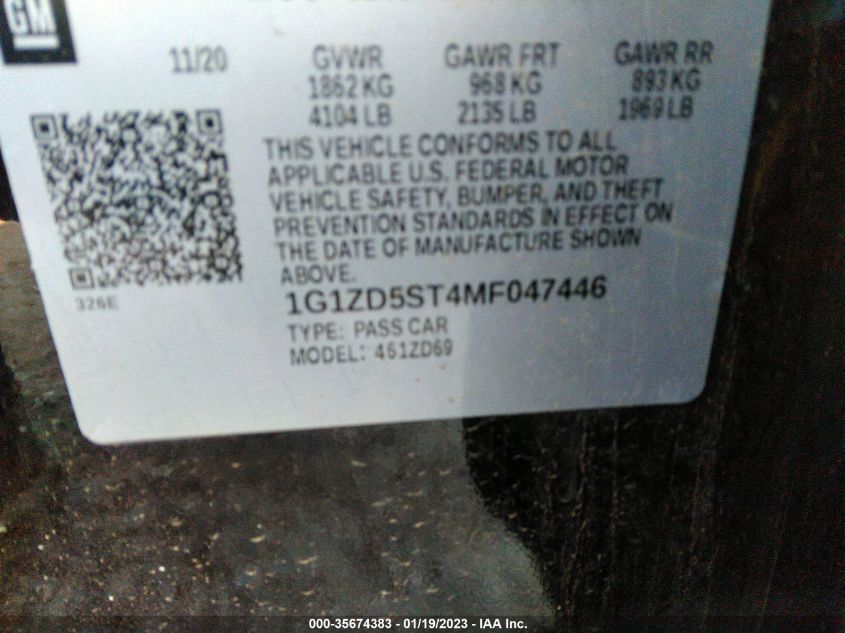 GM
11/20 GVWR GAWR FRT GAWR RR
1862 KG 968 KG 893 KG
4104 LB 2135 LB 1969 LB
THIS VEHICLE CONFORMS TO ALL
APPLICABLE U.S. FEDERAL MOTOR
VEHICLE SAFETY, BUMPER, AND THEFT
PREVENTION STANDARDS IN EFFECT ON
THE DATE OF MANUFACTURE SHOWN
ABOVE.
326E
1G1ZD5ST4MF047446
TYPE: PASS CAR
MODEL: 461ZD69
000-35674383 - 01/19/2023 - IAA Inc.